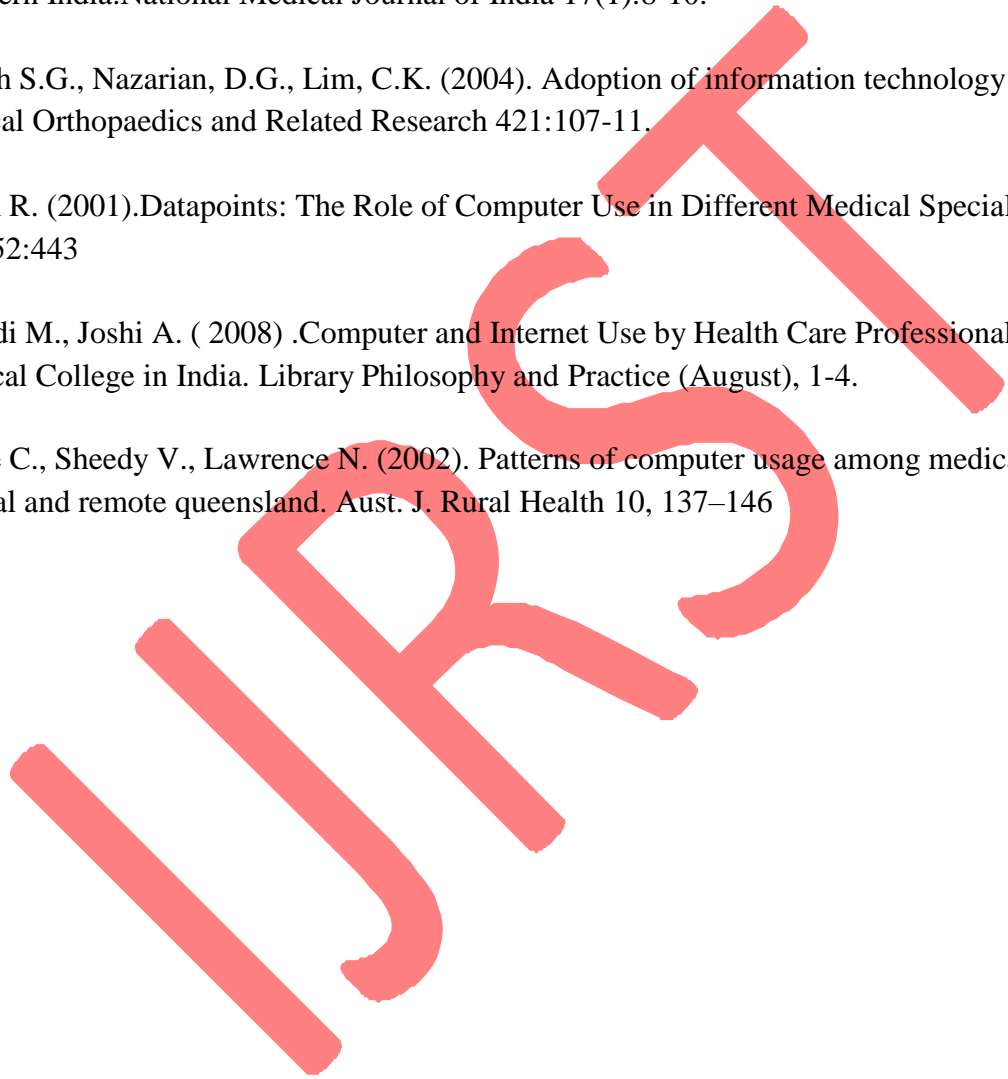 ern India.National Medical Journal of India 17(1):8-10.
h S.G., Nazarian, D.G., Lim, C.K. (2004). Adoption of information technology
cal Orthopaedics and Related Research 421:107-11.
R. (2001).Datapoints: The Role of Computer Use in Different Medical Special
52:443
di M., Joshi A. ( 2008) .Computer and Internet Use by Health Care Professional
cal College in India. Library Philosophy and Practice (August), 1-4.
C., Sheedy V., Lawrence N. (2002). Patterns of computer usage among medic
al and remote queensland. Aust. J. Rural Health 10, 137–146
IJRST